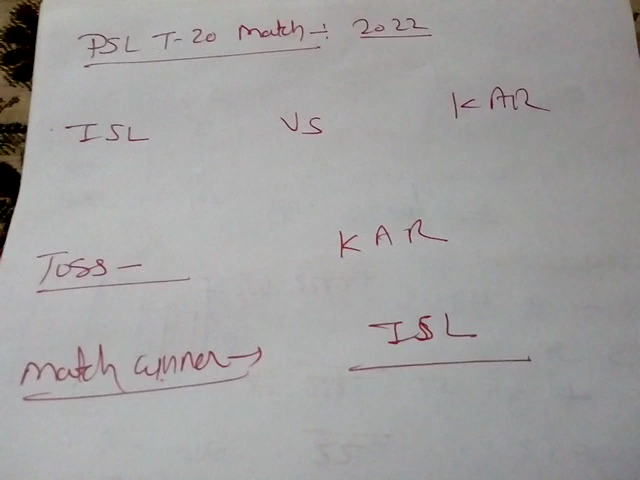 PSL T-20 Match-: 2022
ISL VS KAR
Toss - KAR
Match winner → ISL